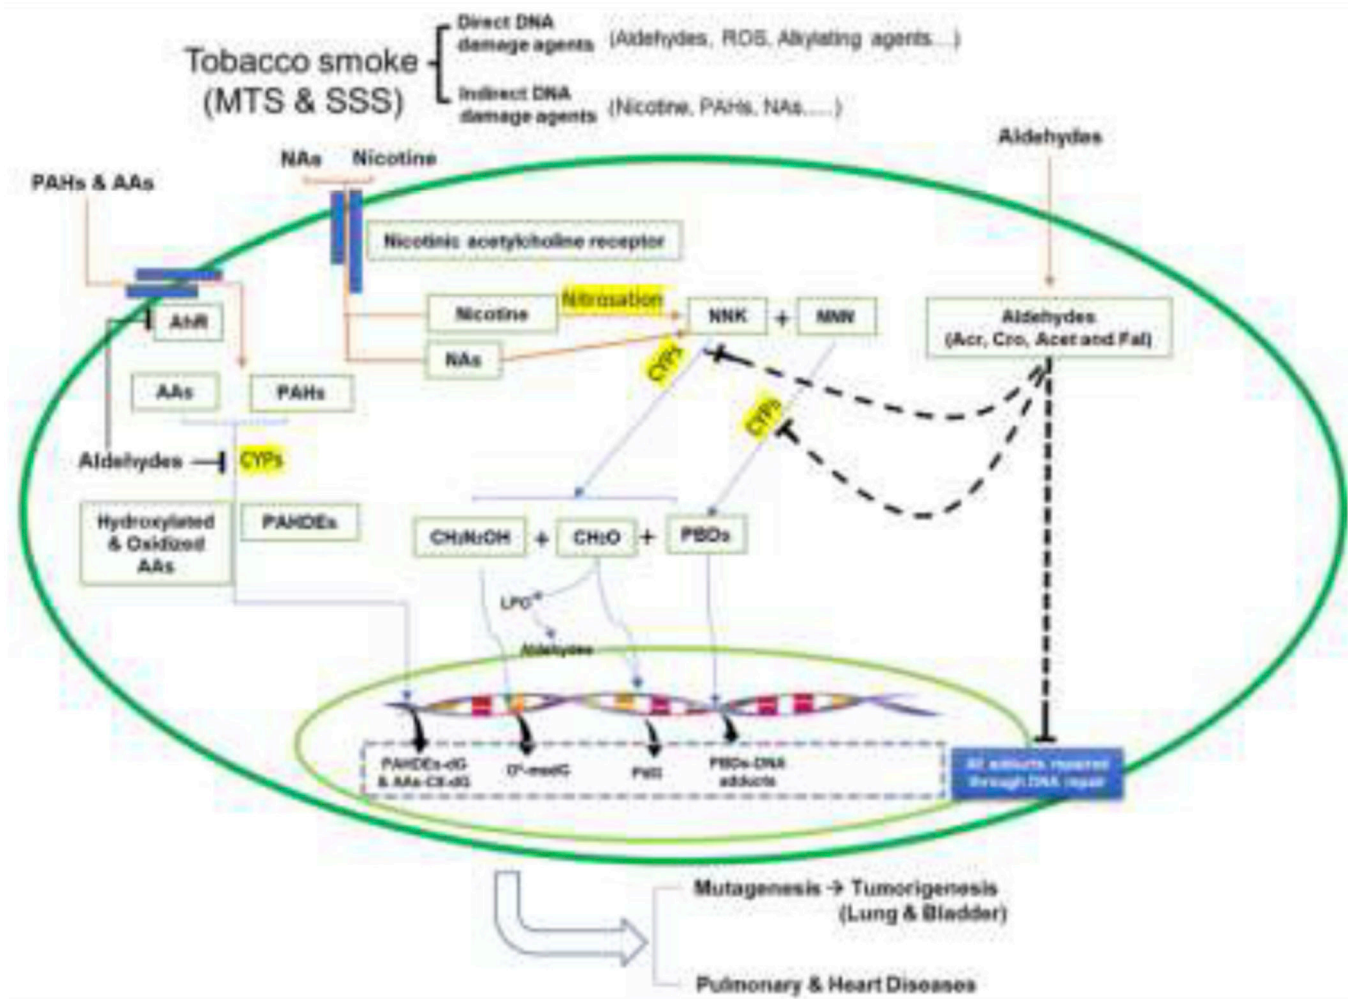 Tobacco smoke
(MTS & SSS)
Direct DNA
damage agents
(Aldehydes, ROS, Alkylating agents...)
Indirect DNA
damage agents
(Nicotine, PAHs, NAs,.....)
Aldehydes
NAs
Nicotine
PAHs & AAs
Nicotinic acetylcholine receptor
AhR
Nicotine
Nitrosation
NNK
+
NNN
Aldehydes
(Acr, Cro, Acet and Fal)
NAs
CYPs
AAs
PAHs
CYPs
Aldehydes
CYPs
Hydroxylated
& Oxidized
AAs
PAHDEs
CH₃N₂OH
+
CH₂O
+
PBDs
LPO
Aldehydes
PAHDEs-dG
& AAs-C8-dG
O⁶-medG
PdG
PBDs-DNA
adducts
adducts repaired
through DNA repair
Mutagenesis → Tumorigenesis
(Lung & Bladder)
Pulmonary & Heart Diseases